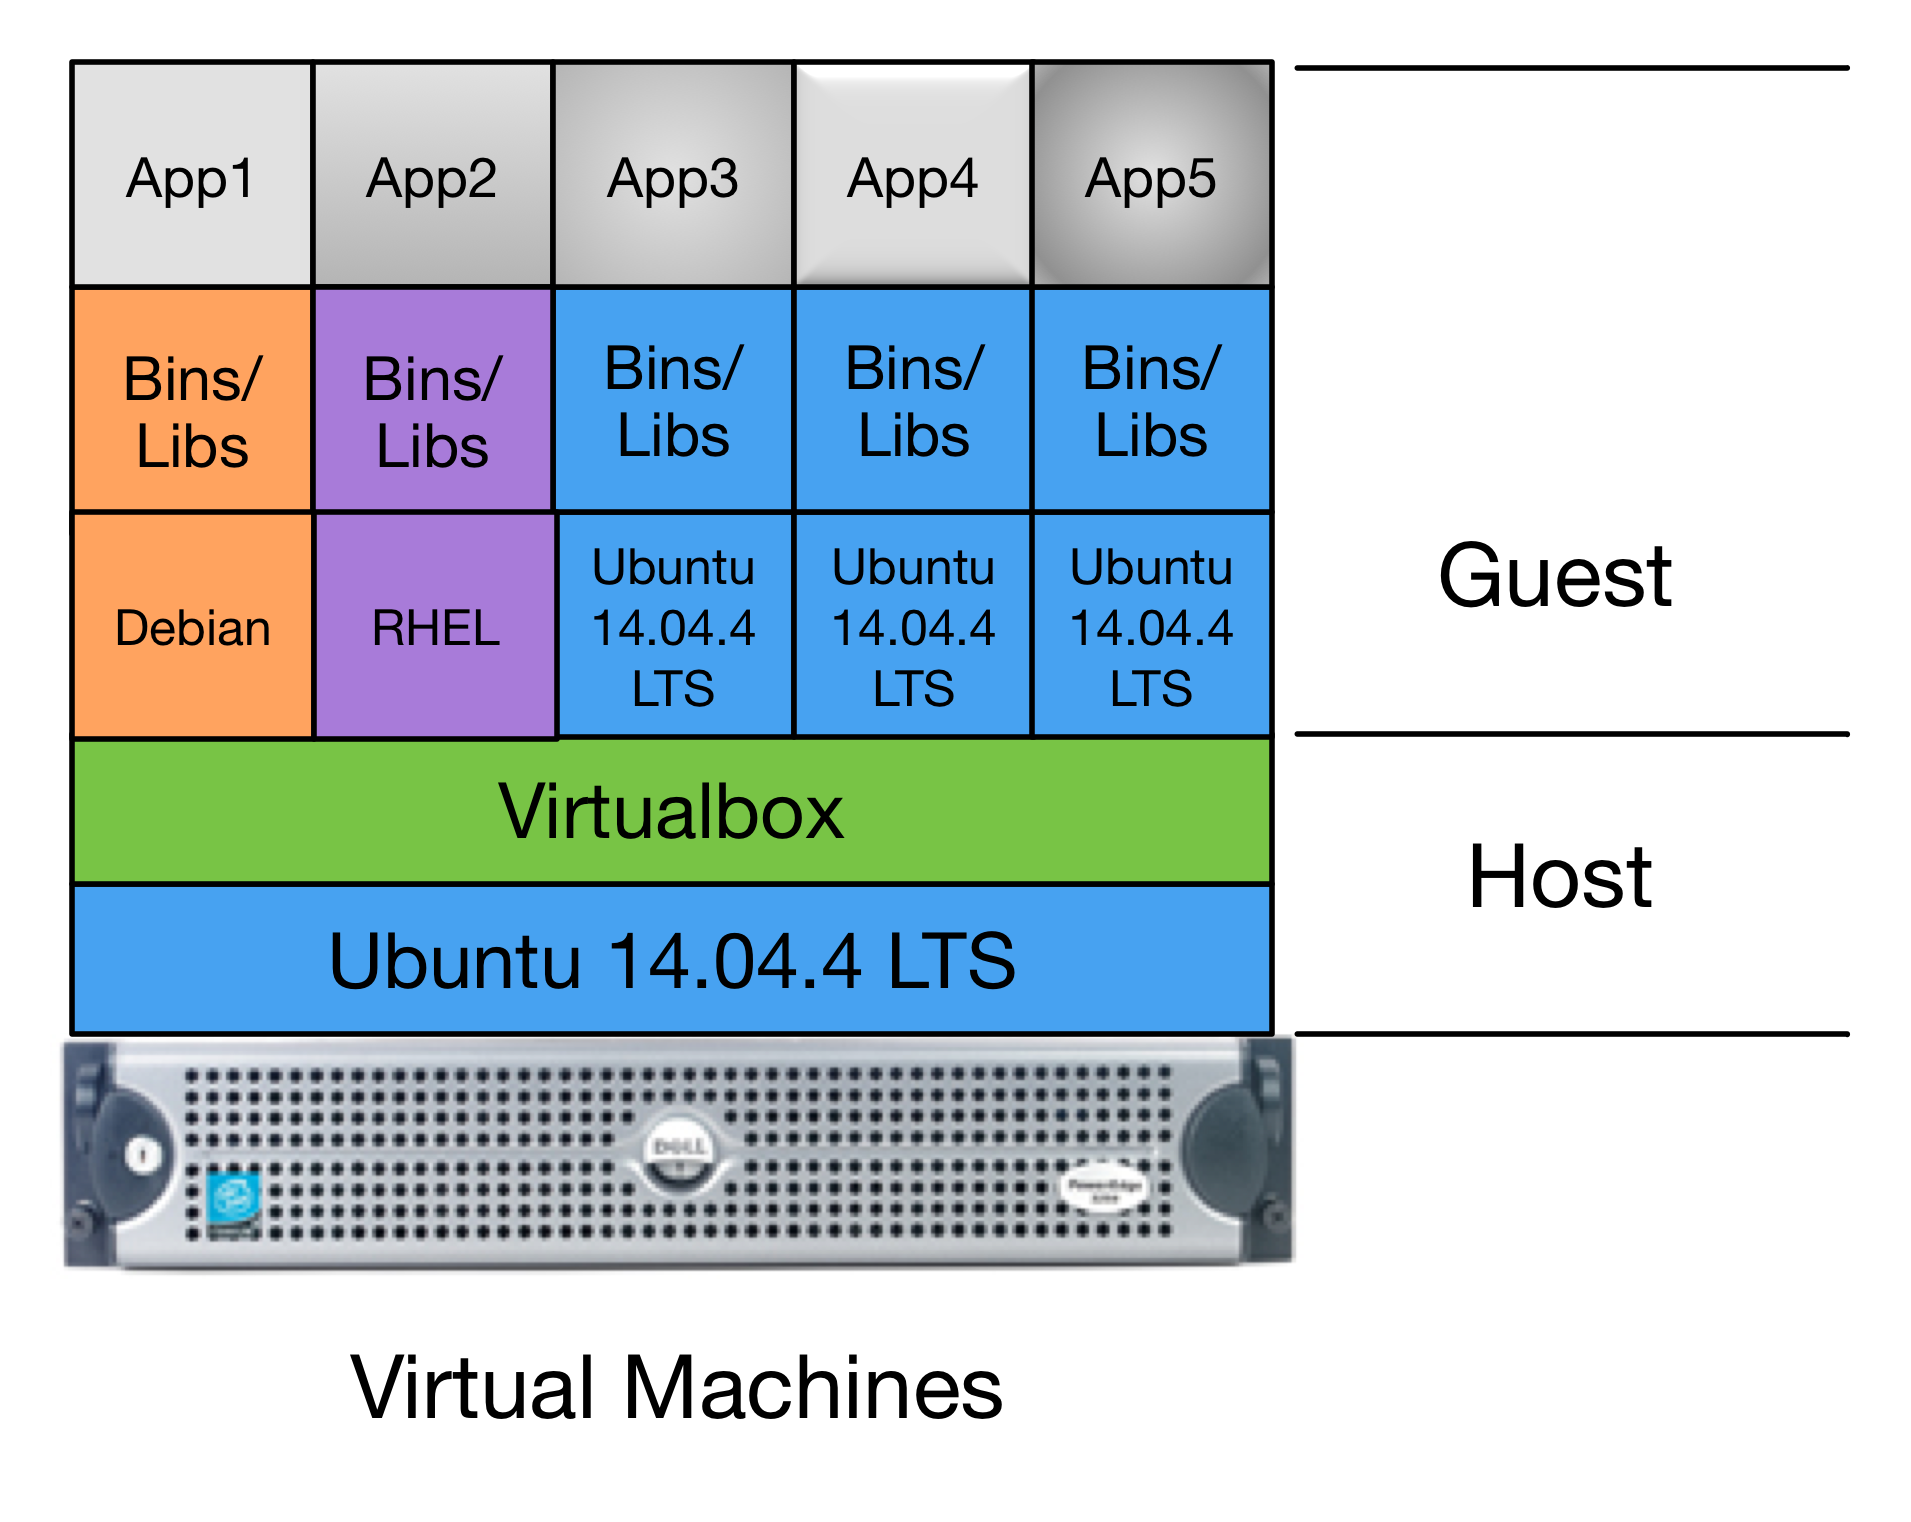 App1 App2 App3 App4 App5
Bins/ Bins/ Bins/ Bins/ Bins/
Libs Libs Libs Libs Libs
Debian RHEL Ubuntu Ubuntu Ubuntu
14.04.4 14.04.4 14.04.4
LTS LTS LTS
Guest
Virtualbox
Host
Ubuntu 14.04.4 LTS
DELL
PowerEdge
Virtual Machines